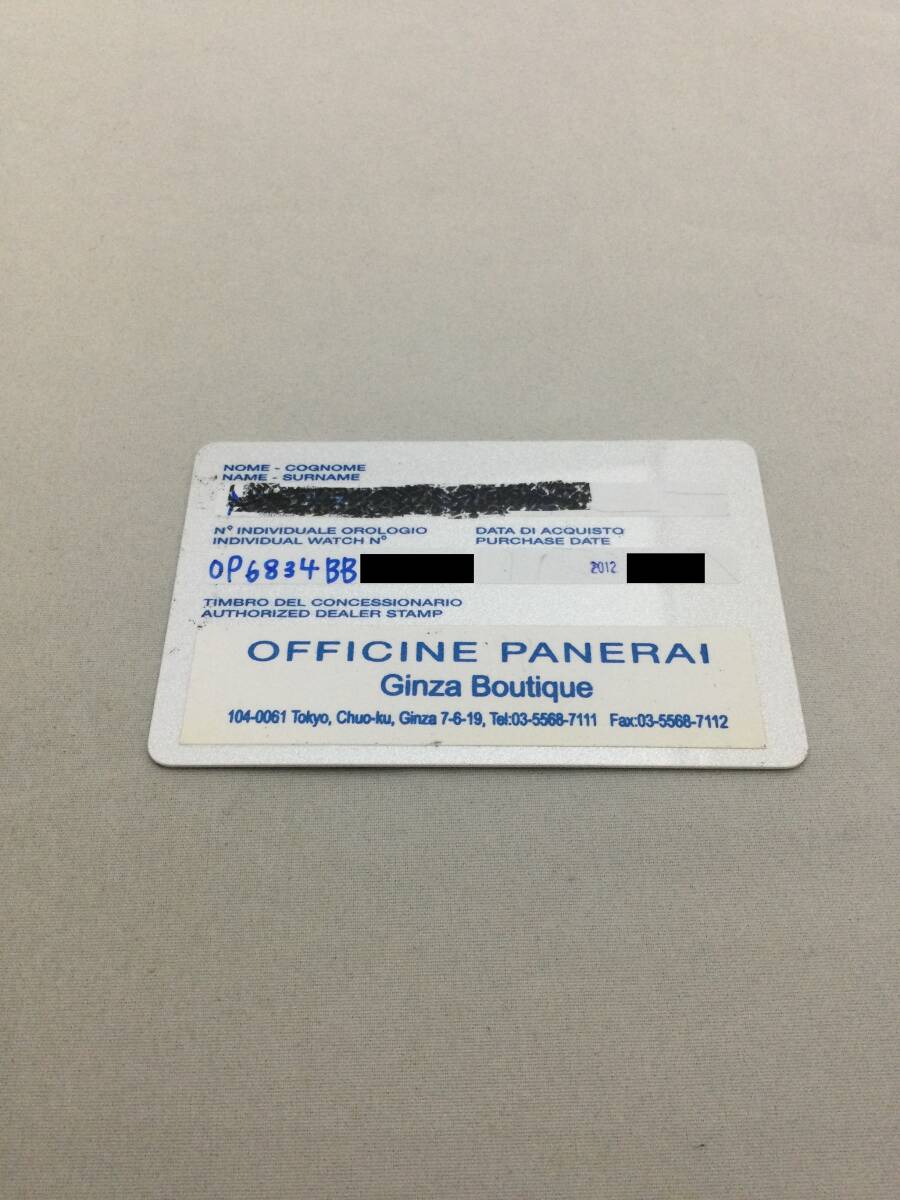 NOME - COGNOME
NAME - SURNAME
N° INDIVIDUALE OROLOGIO DATA DI ACQUISTO
INDIVIDUAL WATCH N° PURCHASE DATE
OP6834BB 2012
TIMBRO DEL CONCESSIONARIO
AUTHORIZED DEALER STAMP
OFFICINE PANERAI
Ginza Boutique
104-0061 Tokyo, Chuo-ku, Ginza 7-6-19, Tel:03-5568-7111 Fax:03-5568-7112